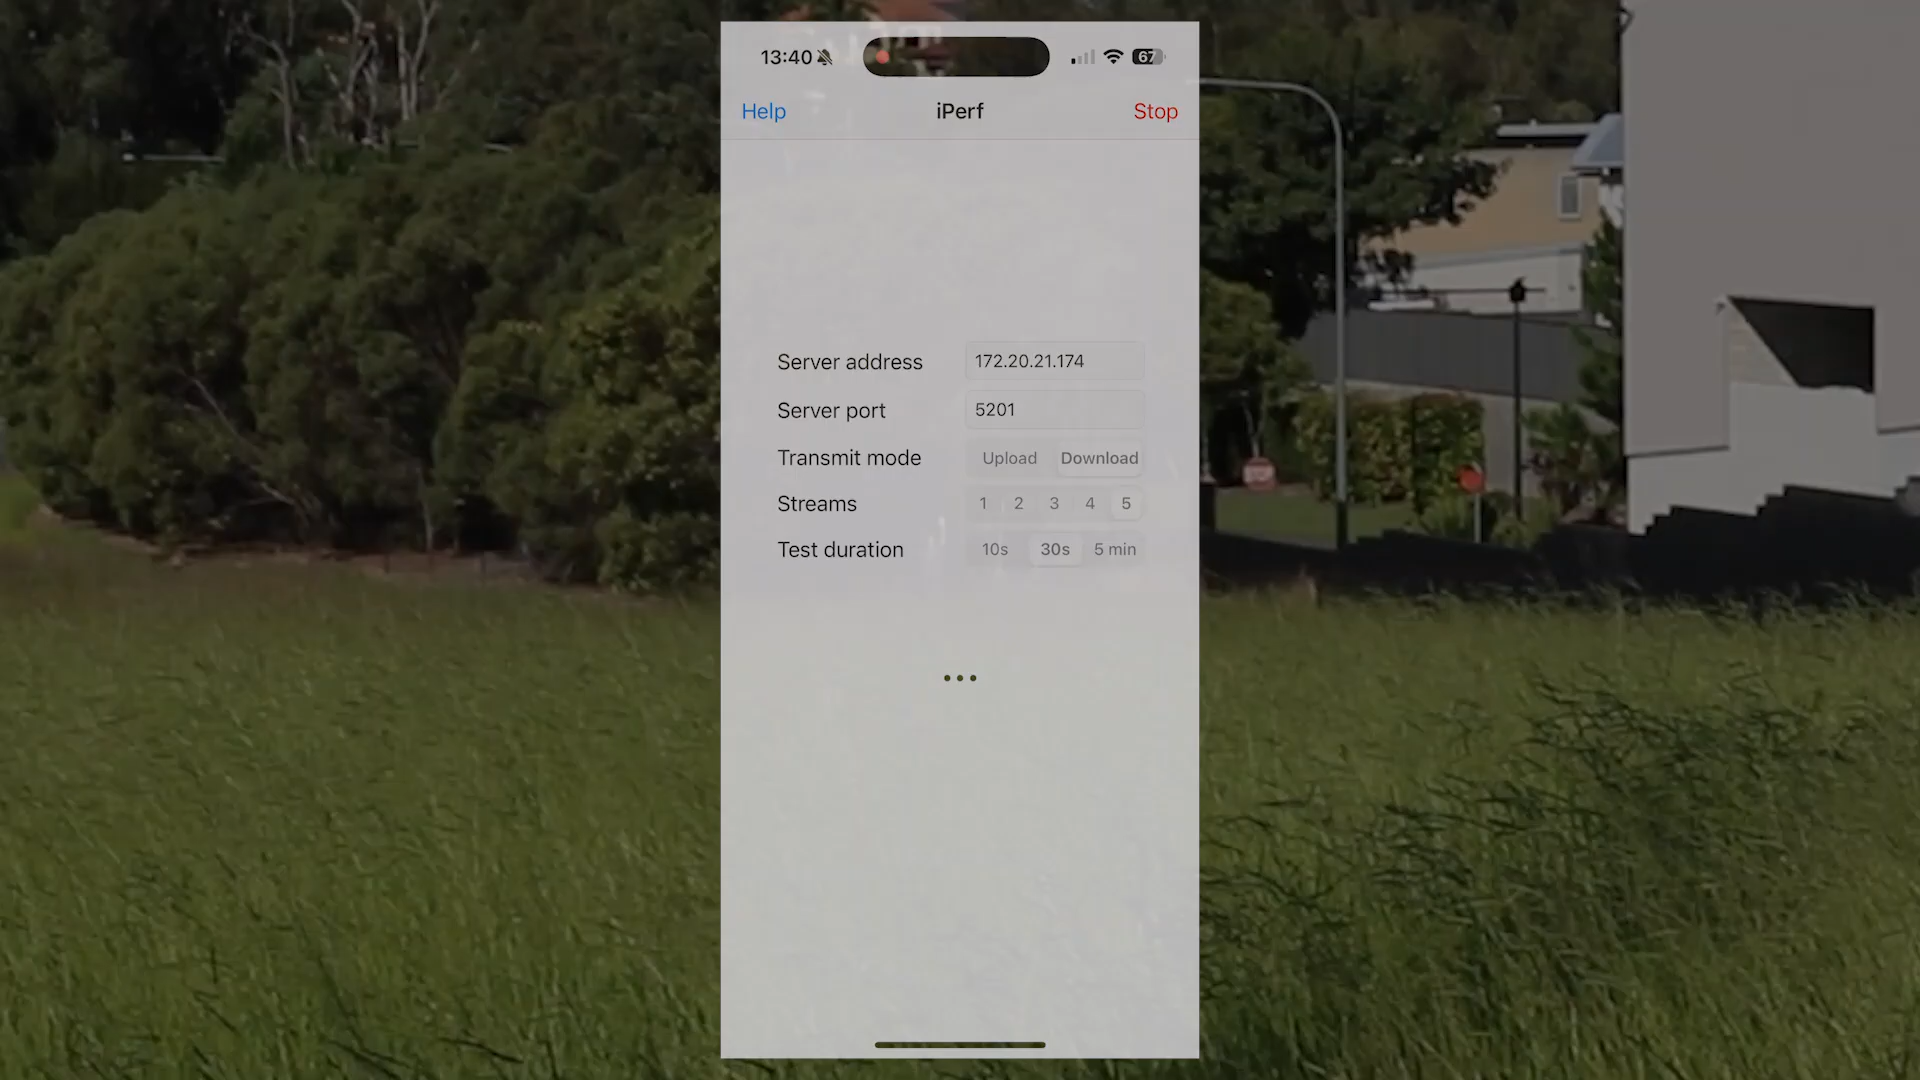 13:40 67
Help iPerf Stop
Server address 172.20.21.174
Server port 5201
Transmit mode Upload Download
Streams 1 2 3 4 5
Test duration 10s 30s 5 min